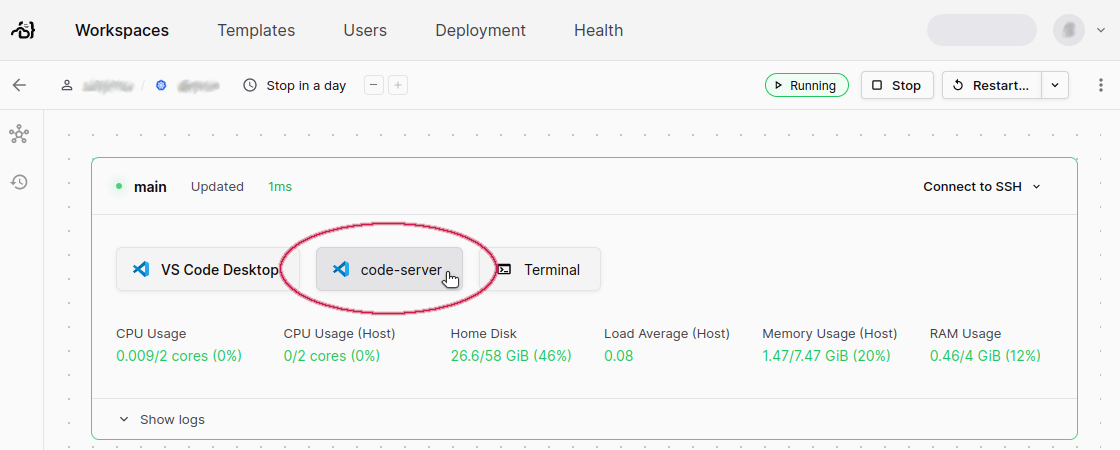 Workspaces Templates Users Deployment Health
/ Stop in a day − + Running Stop Restart...
main Updated 1ms Connect to SSH
VS Code Desktop code-server Terminal
CPU Usage CPU Usage (Host) Home Disk Load Average (Host) Memory Usage (Host) RAM Usage
0.009/2 cores (0%) 0/2 cores (0%) 26.6/58 GiB (46%) 0.08 1.47/7.47 GiB (20%) 0.46/4 GiB (12%)
Show logs